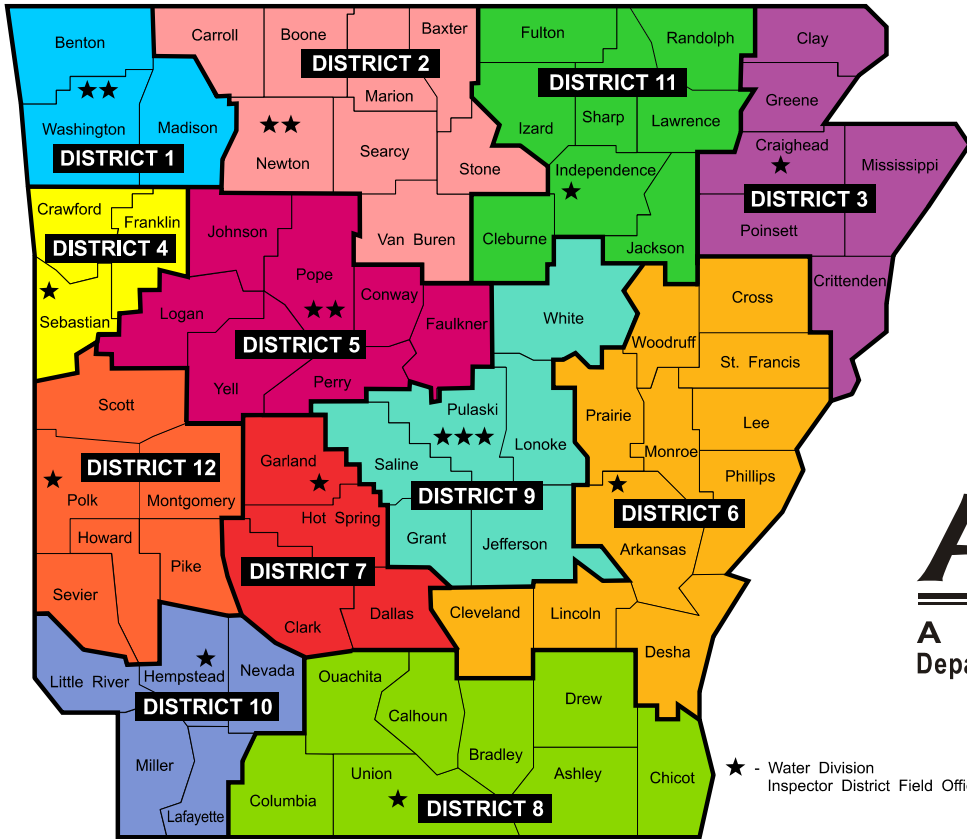 Benton
Carroll
Boone
Baxter
Fulton
Randolph
Clay
DISTRICT 2
Marion
DISTRICT 11
Greene
Washington
Madison
Newton
Searcy
Stone
Izard
Sharp
Lawrence
Craighead
Mississippi
DISTRICT 1
Independence
DISTRICT 3
Crawford
Franklin
Johnson
Van Buren
Cleburne
Jackson
Poinsett
DISTRICT 4
Pope
Conway
Crittenden
Sebastian
Logan
Faulkner
White
Woodruff
Cross
DISTRICT 5
St. Francis
Yell
Perry
Scott
Pulaski
Prairie
Lee
Lonoke
Monroe
DISTRICT 12
Garland
Saline
Phillips
Polk
Montgomery
DISTRICT 9
DISTRICT 6
Hot Spring
Howard
Grant
Jefferson
Arkansas
Pike
DISTRICT 7
Sevier
Clark
Dallas
Cleveland
Lincoln
Desha
Little River
Hempstead
Nevada
Ouachita
Drew
DISTRICT 10
Calhoun
Bradley
Miller
Union
Ashley
Chicot
Lafayette
Columbia
DISTRICT 8
A
A
Depa
- Water Division
Inspector District Field Offic